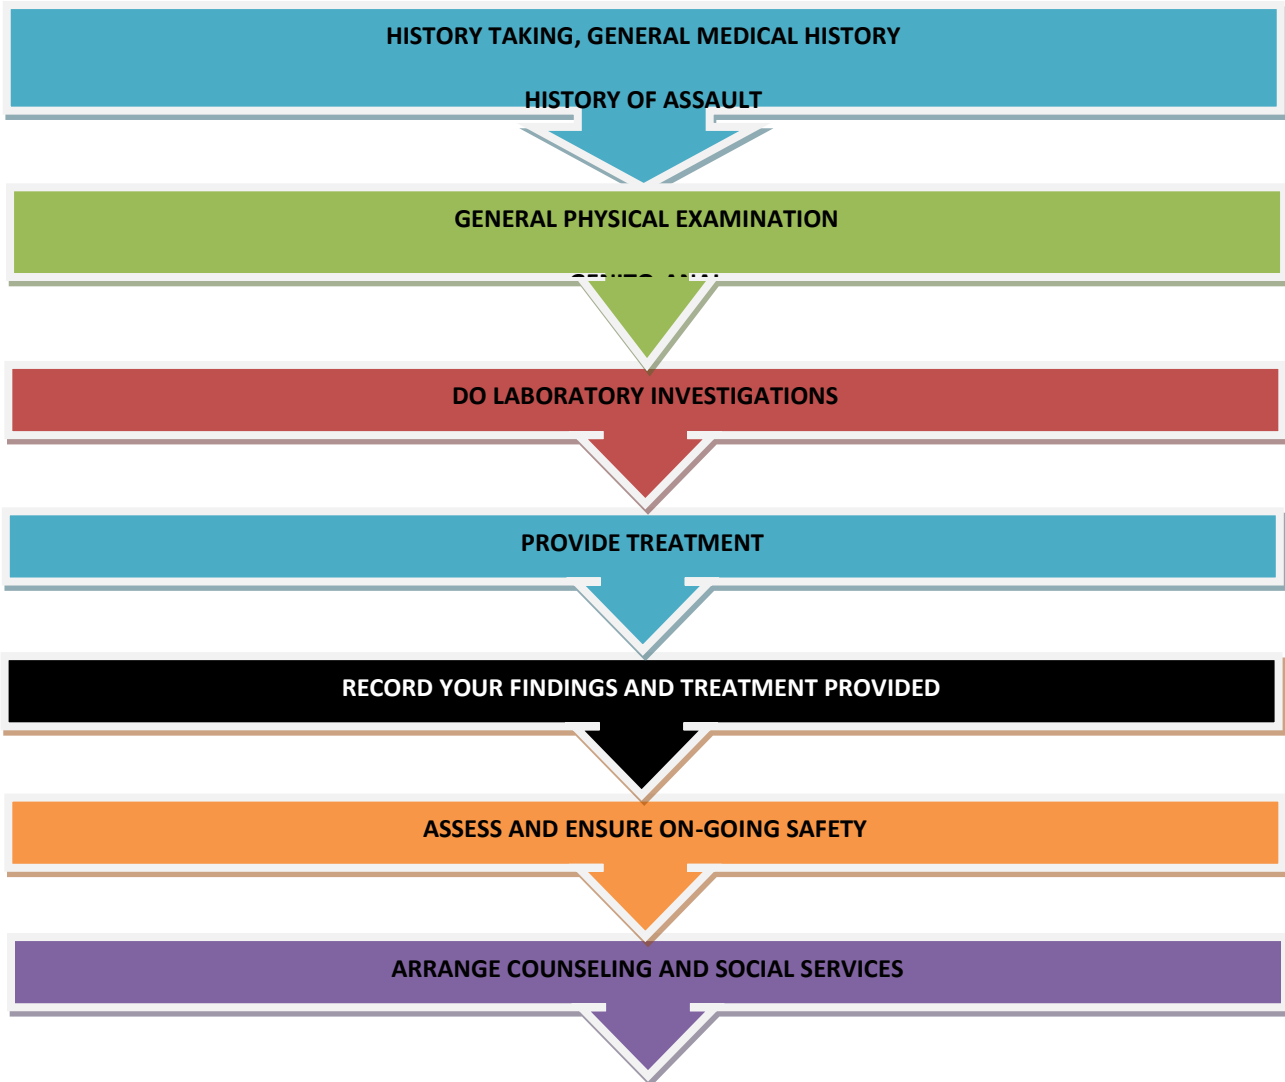 HISTORY TAKING, GENERAL MEDICAL HISTORY
HISTORY OF ASSAULT
GENERAL PHYSICAL EXAMINATION
DO LABORATORY INVESTIGATIONS
PROVIDE TREATMENT
RECORD YOUR FINDINGS AND TREATMENT PROVIDED
ASSESS AND ENSURE ON-GOING SAFETY
ARRANGE COUNSELING AND SOCIAL SERVICES